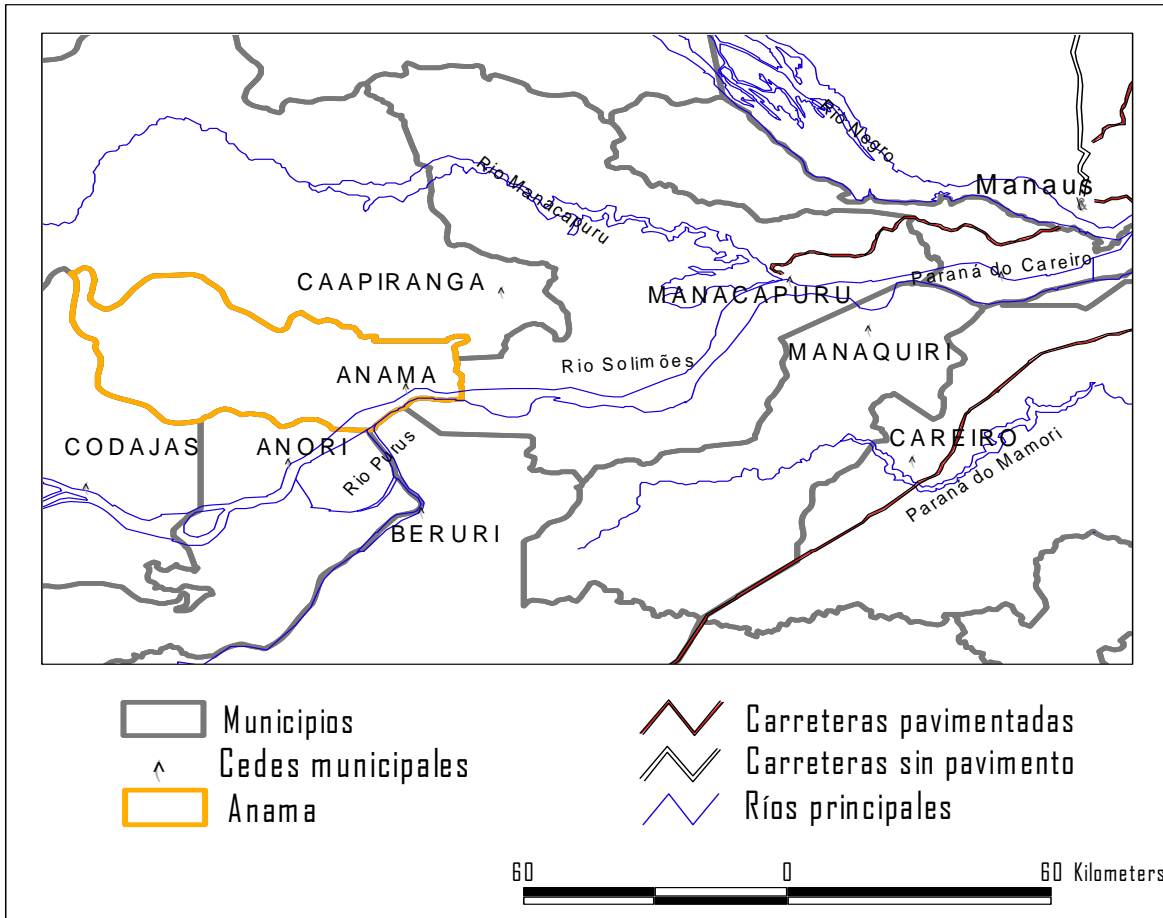 Rio Negro
Manaus
Rio Manacapuru
Paraná do Careiro
CAAPIRANGA
MANACAPURU
MANAQUIRI
Rio Solimões
ANAMA
CODAJAS
ANORI
Rio Purus
CAREIRO
Paraná do Mamori
BERURI
Municipios
Cedes municipales
Anama
Carreteras pavimentadas
Carreteras sin pavimento
Ríos principales
60 0 60 Kilometers